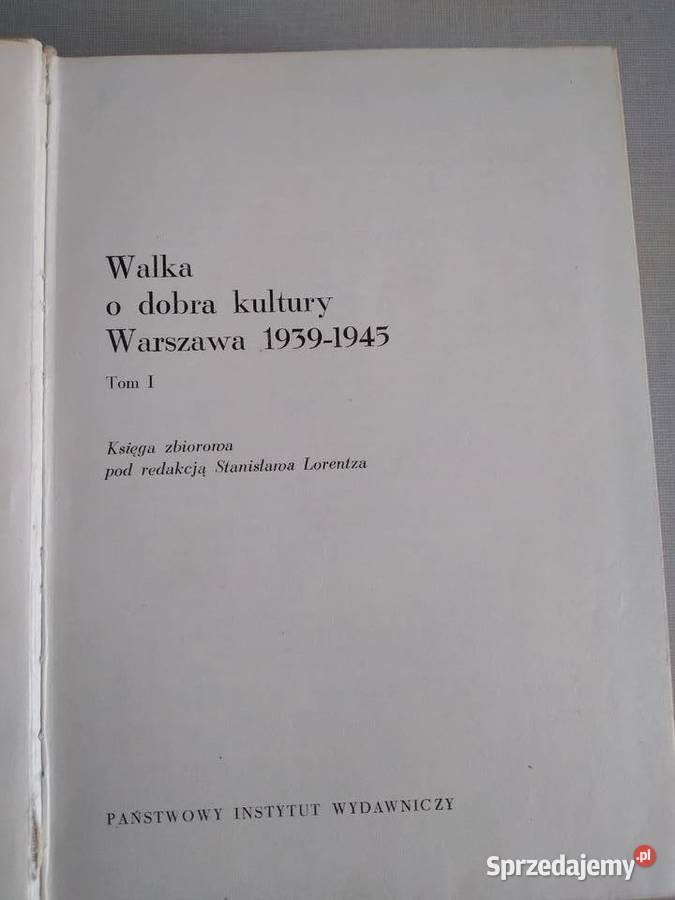 Walka
o dobra kultury
Warszawa 1939-1945
Tom I
Księga zbiorowa
pod redakcją Stanisława Lorentza
PAŃSTWOWY INSTYTUT WYDAWNICZY
Sprzedajemy.pl